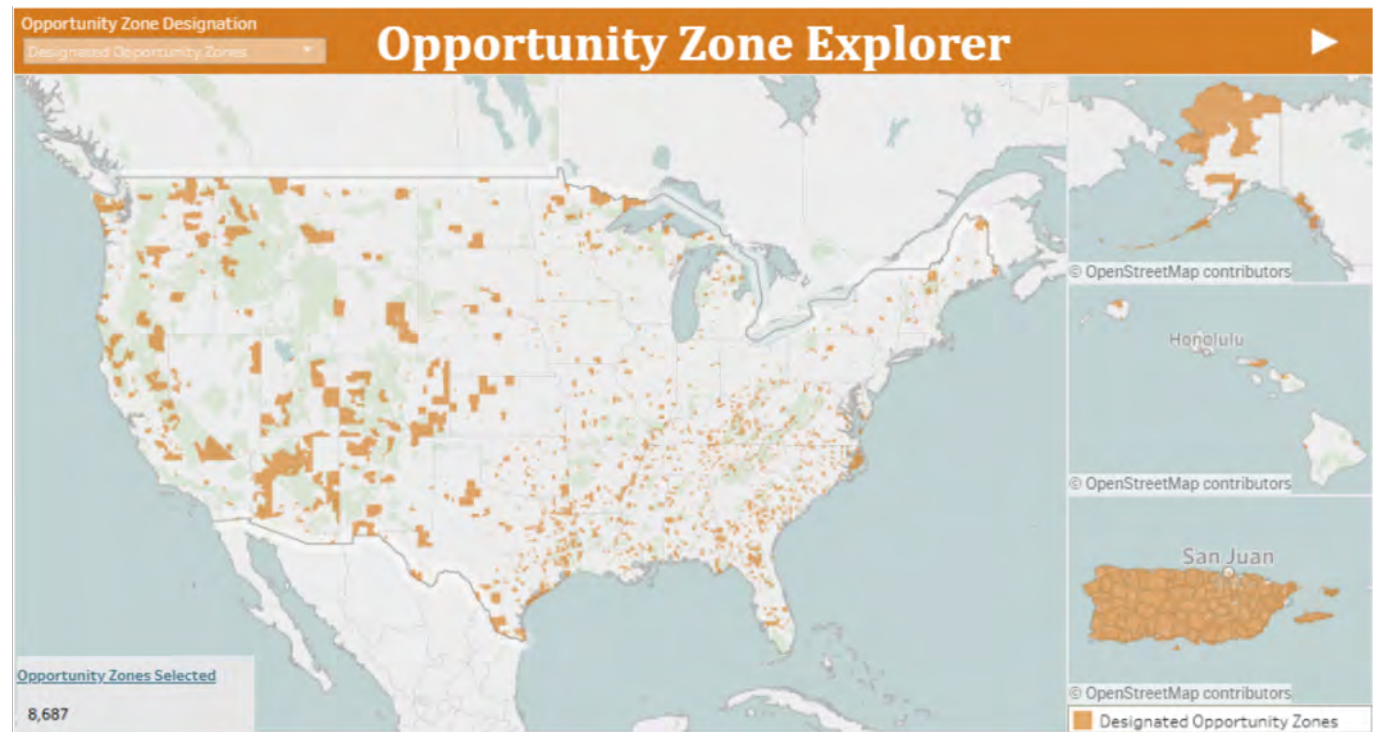 Opportunity Zone Designation
Designated Opportunity Zones
Opportunity Zone Explorer
© OpenStreetMap contributors
Honolulu
© OpenStreetMap contributors
San Juan
© OpenStreetMap contributors
Opportunity Zones Selected
8,687
Designated Opportunity Zones